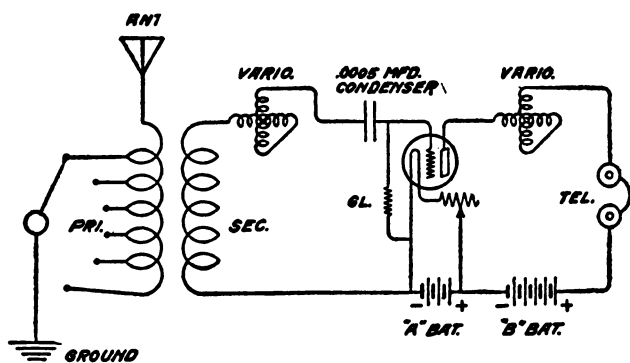 ANT
VARIO.
.0005 MFD.
CONDENSER
VARIO.
GL.
TEL.
PRI.
SEC.
- +
- +
"A" BAT.
"B" BAT.
GROUND